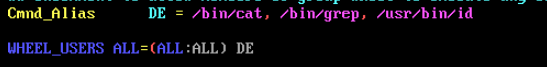 Cmnd_Alias DE = /bin/cat, /bin/grep, /usr/bin/id
WHEEL_USERS ALL=(ALL:ALL) DE